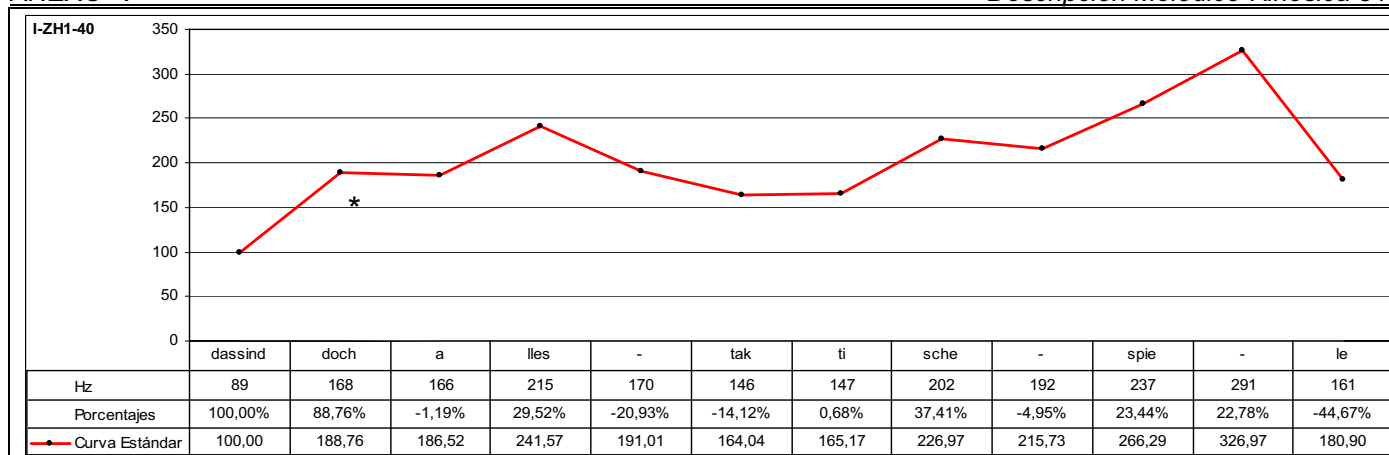 I-ZH1-40
350
300
250
200
150
100
50
0
*
dassind doch a lles - tak ti sche - spie - le
Hz 89 168 166 215 170 146 147 202 192 237 291 161
Porcentajes 100,00% 88,76% -1,19% 29,52% -20,93% -14,12% 0,68% 37,41% -4,95% 23,44% 22,78% -44,67%
Curva Estándar 100,00 188,76 186,52 241,57 191,01 164,04 165,17 226,97 215,73 266,29 326,97 180,90